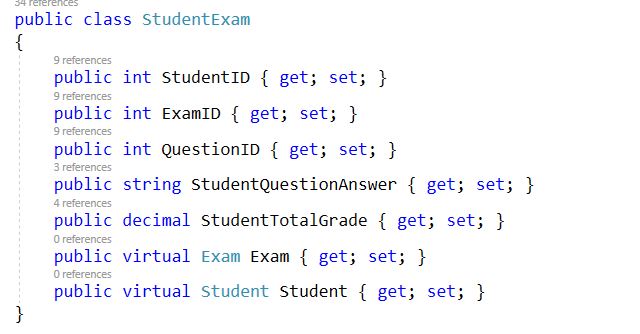 34 references
public class StudentExam
{
9 references
public int StudentID { get; set; }
9 references
public int ExamID { get; set; }
9 references
public int QuestionID { get; set; }
3 references
public string StudentQuestionAnswer { get; set; }
4 references
public decimal StudentTotalGrade { get; set; }
0 references
public virtual Exam Exam { get; set; }
0 references
public virtual Student Student { get; set; }
}